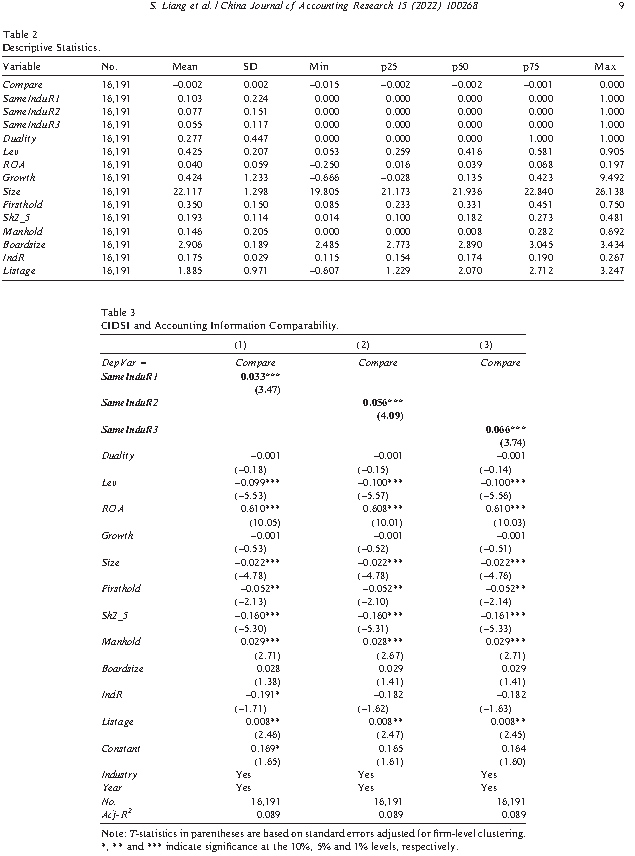 S. Liang et al. / China Journal of Accounting Research 15 (2022) 100268 9
Table 2
Descriptive Statistics.
Variable No. Mean SD Min p25 p50 p75 Max
Compare 16,191 −0.002 0.002 −0.015 −0.002 −0.002 −0.001 0.000
SameInduR1 16,191 0.103 0.224 0.000 0.000 0.000 0.000 1.000
SameInduR2 16,191 0.077 0.151 0.000 0.000 0.000 0.000 1.000
SameInduR3 16,191 0.055 0.117 0.000 0.000 0.000 0.000 1.000
Duality 16,191 0.277 0.447 0.000 0.000 0.000 1.000 1.000
Lev 16,191 0.425 0.207 0.053 0.259 0.416 0.581 0.905
ROA 16,191 0.040 0.059 −0.250 0.016 0.039 0.068 0.197
Growth 16,191 0.424 1.233 −0.666 −0.028 0.135 0.423 9.492
Size 16,191 22.117 1.298 19.805 21.173 21.936 22.840 26.138
Firsthold 16,191 0.350 0.150 0.085 0.233 0.331 0.451 0.750
Sh2_5 16,191 0.193 0.114 0.014 0.100 0.182 0.273 0.481
Manhold 16,191 0.146 0.205 0.000 0.000 0.008 0.282 0.692
Boardsize 16,191 2.906 0.189 2.485 2.773 2.890 3.045 3.434
IndR 16,191 0.175 0.029 0.115 0.154 0.174 0.190 0.267
Listage 16,191 1.885 0.971 −0.607 1.229 2.070 2.712 3.247
Table 3
CIDSI and Accounting Information Comparability.
(1) (2) (3)
DepVar = Compare Compare Compare
SameInduR1 0.033***
(3.47)
SameInduR2 0.056***
(4.09)
SameInduR3 0.066***
(3.74)
Duality −0.001 −0.001 −0.001
(−0.18) (−0.15) (−0.14)
Lev −0.099*** −0.100*** −0.100***
(−5.53) (−5.57) (−5.56)
ROA 0.610*** 0.608*** 0.610***
(10.05) (10.01) (10.03)
Growth −0.001 −0.001 −0.001
(−0.53) (−0.52) (−0.51)
Size −0.022*** −0.022*** −0.022***
(−4.78) (−4.78) (−4.76)
Firsthold −0.052** −0.052** −0.052**
(−2.13) (−2.10) (−2.14)
Sh2_5 −0.160*** −0.160*** −0.161***
(−5.30) (−5.31) (−5.33)
Manhold 0.029*** 0.028*** 0.029***
(2.71) (2.67) (2.71)
Boardsize 0.028 0.029 0.029
(1.38) (1.41) (1.41)
IndR −0.191* −0.182 −0.182
(−1.71) (−1.62) (−1.63)
Listage 0.008** 0.008** 0.008**
(2.46) (2.47) (2.45)
Constant 0.169* 0.165 0.164
(1.65) (1.61) (1.60)
Industry Yes Yes Yes
Year Yes Yes Yes
No. 16,191 16,191 16,191
Adj-R² 0.089 0.089 0.089
Note: T-statistics in parentheses are based on standard errors adjusted for firm-level clustering.
*, ** and *** indicate significance at the 10%, 5% and 1% levels, respectively.